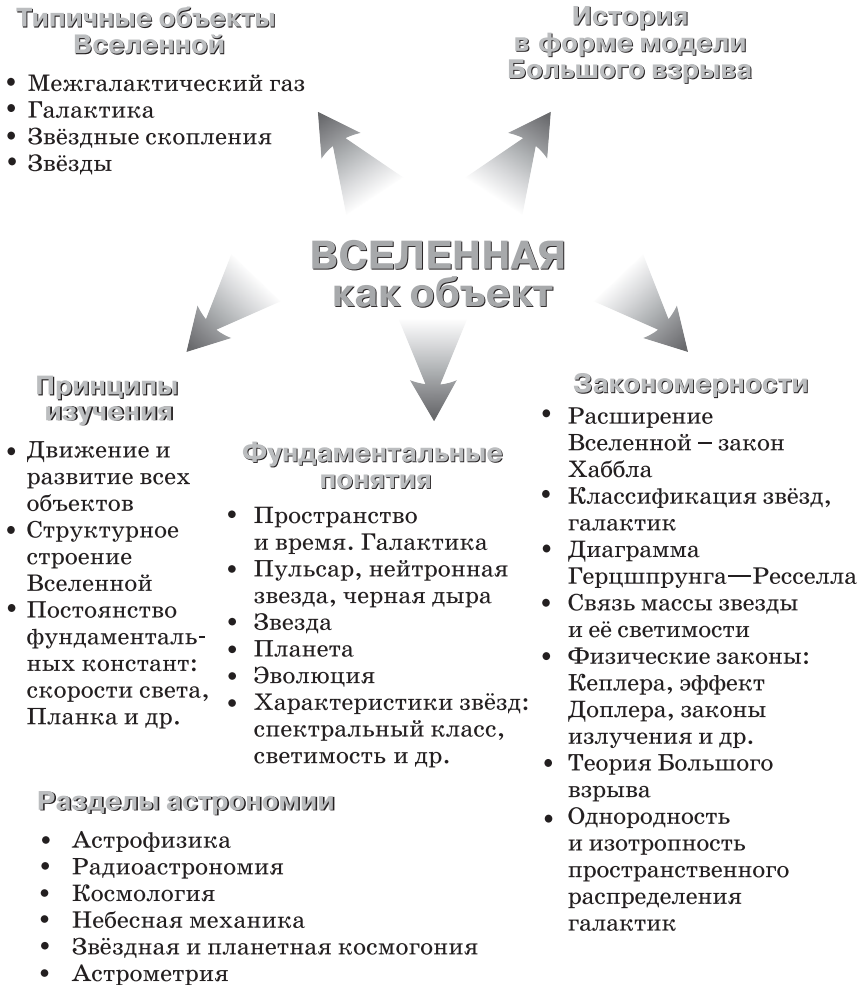 Типичные объекты
Вселенной
• Межгалактический газ
• Галактика
• Звёздные скопления
• Звёзды
История
в форме модели
Большого взрыва
ВСЕЛЕННАЯ
как объект
Принципы
изучения
• Движение и
развитие всех
объектов
• Структурное
строение
Вселенной
• Постоянство
фундаменталь-
ных констант:
скорости света,
Планка и др.
Фундаментальные
понятия
• Пространство
и время. Галактика
• Пульсар, нейтронная
звезда, черная дыра
• Звезда
• Планета
• Эволюция
• Характеристики звёзд:
спектральный класс,
светимость и др.
Закономерности
• Расширение
Вселенной – закон
Хаббла
• Классификация звёзд,
галактик
• Диаграмма
Герцшпрунга—Ресселла
• Связь массы звезды
и её светимости
• Физические законы:
Кеплера, эффект
Доплера, законы
излучения и др.
• Теория Большого
взрыва
• Однородность
и изотропность
пространственного
распределения
галактик
Разделы астрономии
• Астрофизика
• Радиоастрономия
• Космология
• Небесная механика
• Звёздная и планетная космогония
• Астрометрия